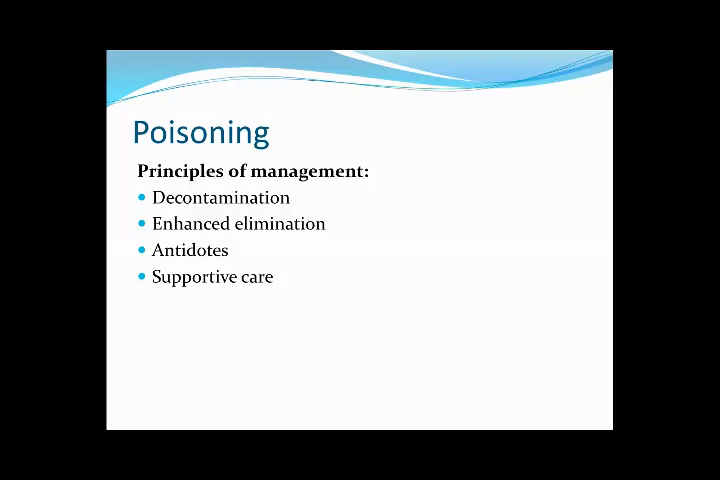 Poisoning
Principles of management:
• Decontamination
• Enhanced elimination
• Antidotes
• Supportive care